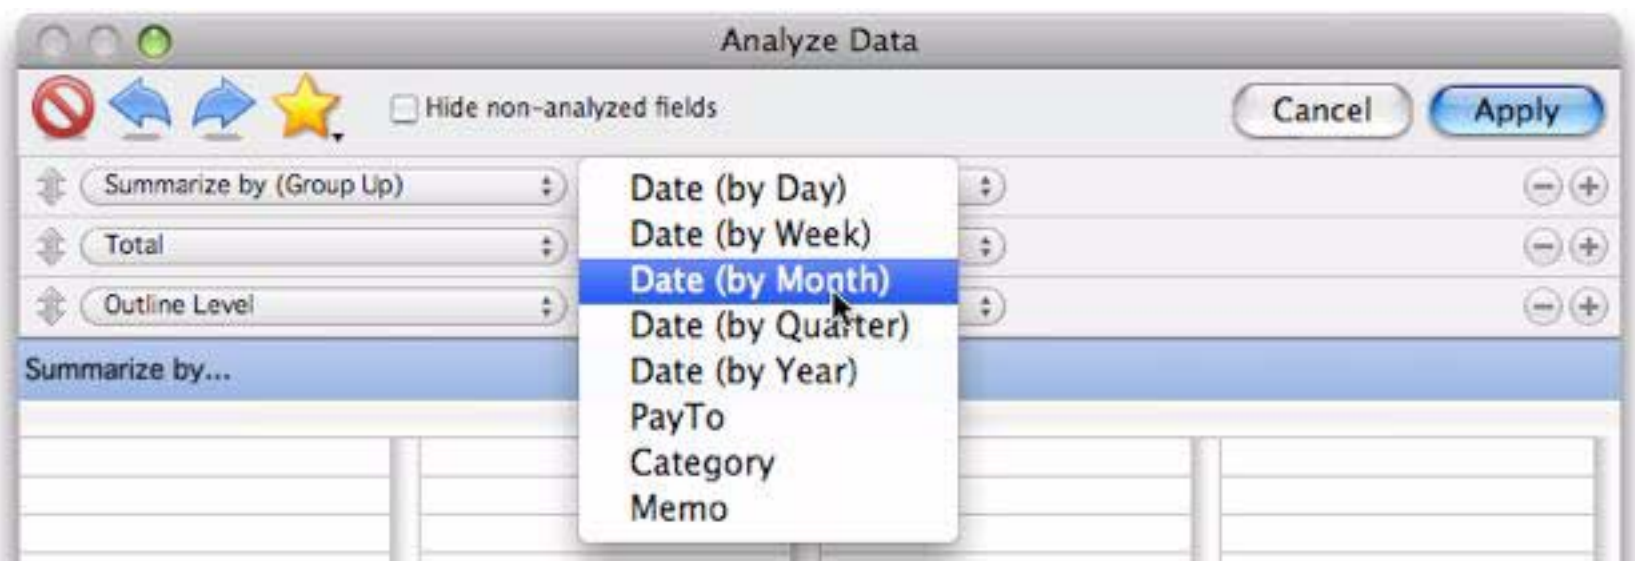 Analyze Data
Hide non-analyzed fields
Cancel
Apply
Summarize by (Group Up)
Total
Outline Level
Date (by Day)
Date (by Week)
Date (by Month)
Date (by Quarter)
Date (by Year)
PayTo
Category
Memo
Summarize by...